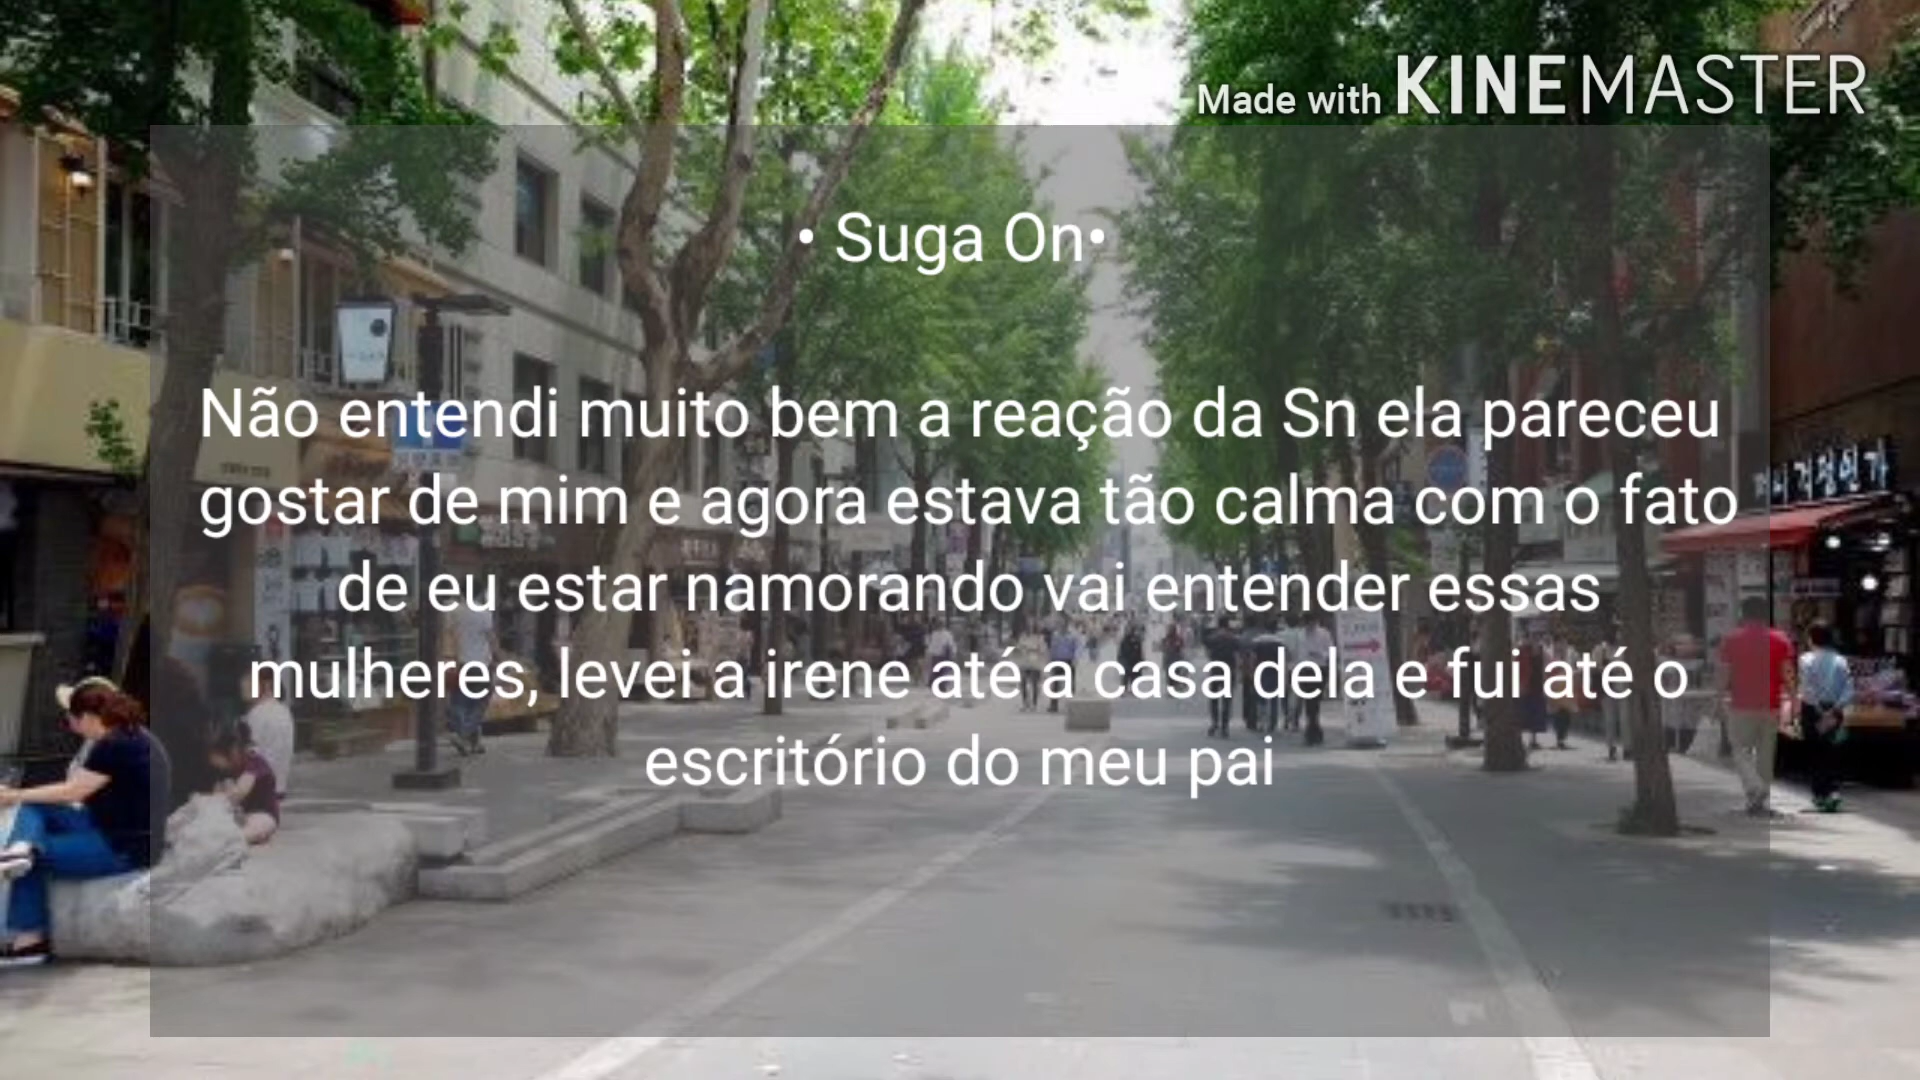 Made with KINEMASTER
• Suga On•
Não entendi muito bem a reação da Sn ela pareceu
gostar de mim e agora estava tão calma com o fato
de eu estar namorando vai entender essas
mulheres, levei a irene até a casa dela e fui até o
escritório do meu pai